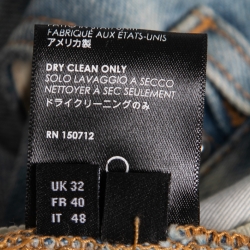 FABRIQUÉ AUX ÉTATS-UNIS
アメリカ製
DRY CLEAN ONLY
SOLO LAVAGGIO A SECCO
NETTOYER À SEC SEULEMENT
ドライクリーニングのみ
RN 150712
UK 32
FR 40
IT 48